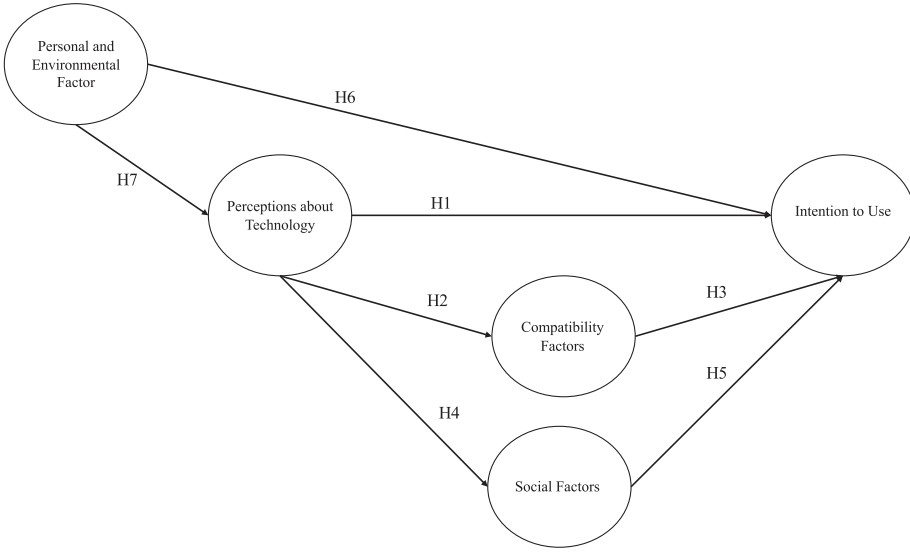 Personal and
Environmental
Factor
H6
H7
Perceptions about
Technology
H1
Intention to Use
H2
H3
Compatibility
Factors
H5
H4
Social Factors